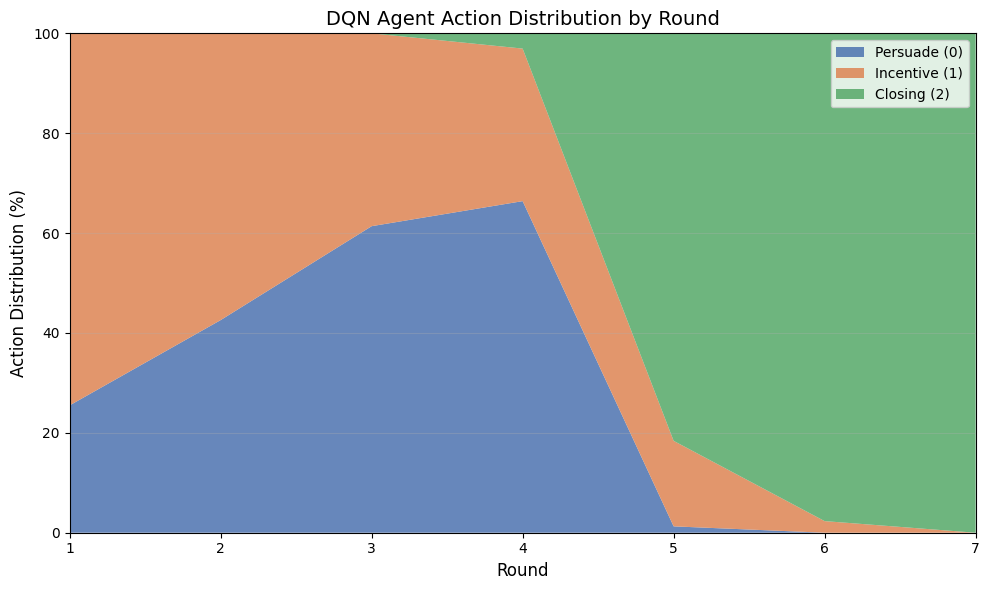 DQN Agent Action Distribution by Round
Persuade (0)
Incentive (1)
Closing (2)
Action Distribution (%)
100
80
60
40
20
0
1 2 3 4 5 6 7
Round